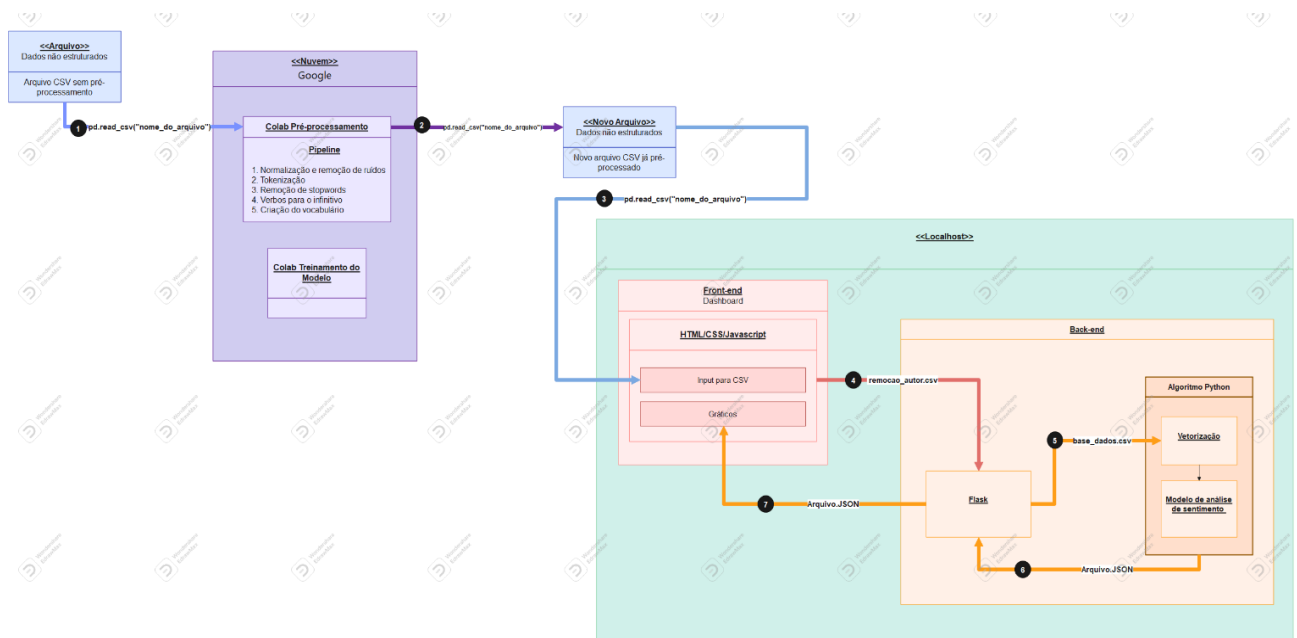 <<Arquivo>>
Dados não estruturados
Arquivo CSV sem pré-
processamento
1
pd.read_csv("nome_do_arquivo")
<<Nuvem>>
Google
Colab Pré-processamento
Pipeline
1. Normalização e remoção de ruídos
2. Tokenização
3. Remoção de stopwords
4. Verbos para o infinitivo
5. Criação do vocabulário
Colab Treinamento do
Modelo
2
pd.read_csv("nome_do_arquivo")
<<Novo Arquivo>>
Dados não estruturados
Novo arquivo CSV já pré-
processado
3
pd.read_csv("nome_do_arquivo")
<<Localhost>>
Front-end
Dashboard
HTML/CSS/Javascript
Input para CSV
Gráficos
4
remocao_autor.csv
Back-end
Algoritmo Python
Vetorização
Modelo de análise
de sentimento
5
base_dados.csv
Flask
7
Arquivo.JSON
6
Arquivo.JSON
Wondershare
EdrawMax